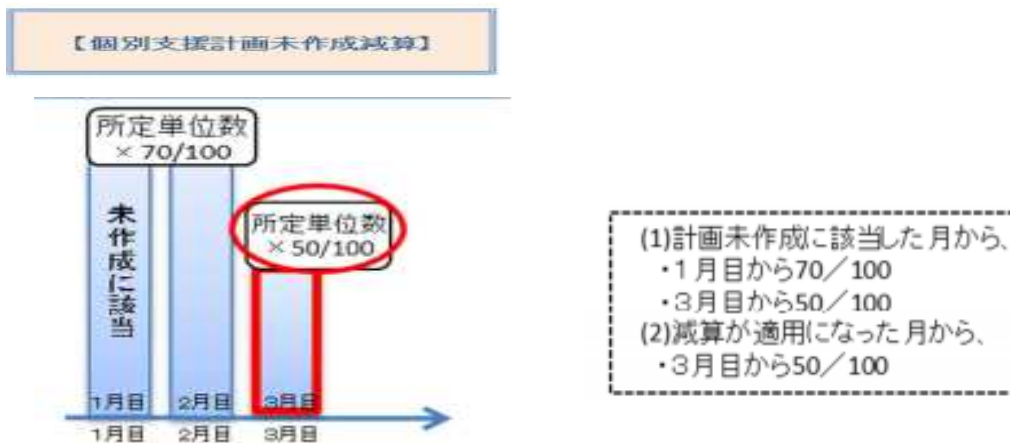 【個別支援計画未作成減算】
所定単位数
× 70/100
未作成に該当
所定単位数
× 50/100
1月目 2月目 3月目
1月目 2月目 3月目
(1)計画未作成に該当した月から、
・1月目から70／100
・3月目から50／100
(2)減算が適用になった月から、
・3月目から50／100